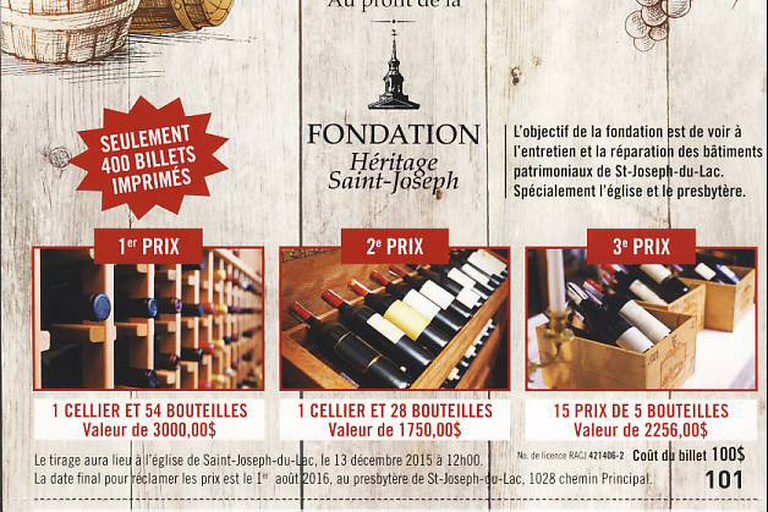 Au profit de la
FONDATION
Héritage
Saint-Joseph
SEULEMENT
400 BILLETS
IMPRIMÉS
L'objectif de la fondation est de voir à
l'entretien et la réparation des bâtiments
patrimoniaux de St-Joseph-du-Lac.
Spécialement l'église et le presbytère.
1er PRIX
2e PRIX
3e PRIX
1 CELLIER ET 54 BOUTEILLES
Valeur de 3000,00$
1 CELLIER ET 28 BOUTEILLES
Valeur de 1750,00$
15 PRIX DE 5 BOUTEILLES
Valeur de 2256,00$
Le tirage aura lieu à l'église de Saint-Joseph-du-Lac, le 13 décembre 2015 à 12h00.
No. de licence RACJ 421406-2 Coût du billet 100$
La date final pour réclamer les prix est le 1er août 2016, au presbytère de St-Joseph-du-Lac, 1028 chemin Principal.
101